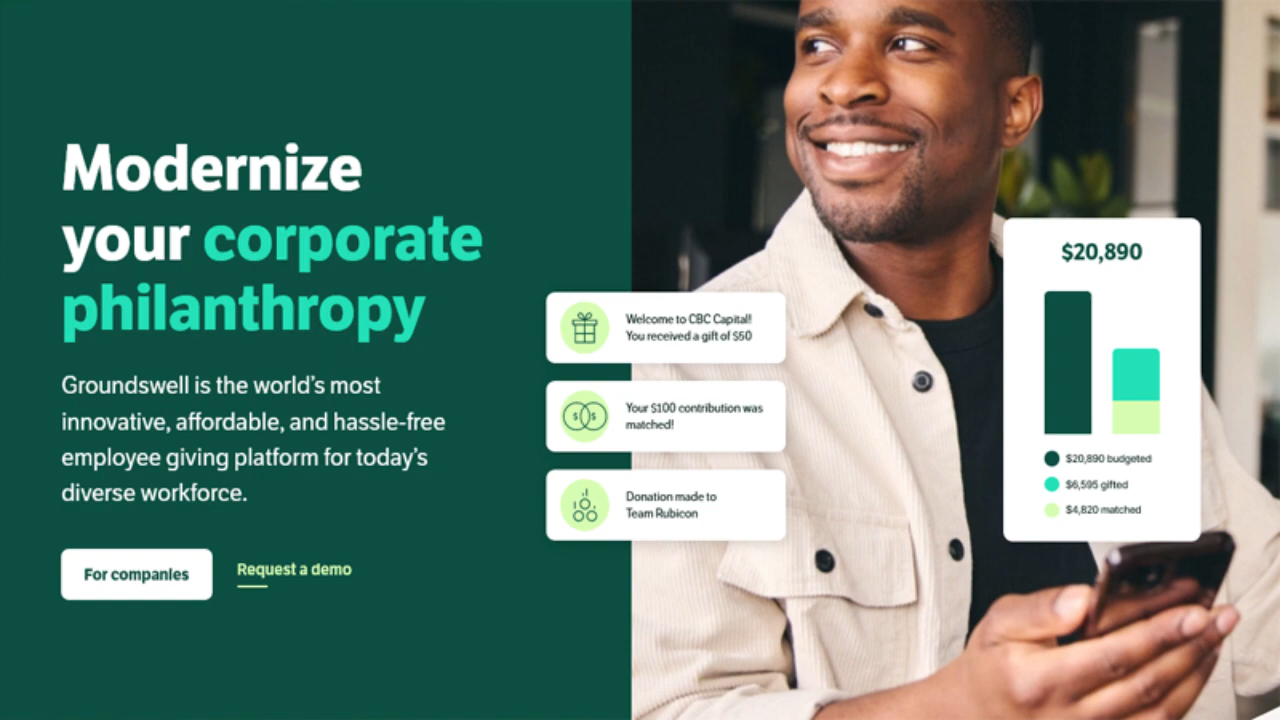 Modernize
your corporate
philanthropy
Groundswell is the world's most
innovative, affordable, and hassle-free
employee giving platform for today's
diverse workforce.
For companies
Request a demo
Welcome to CBC Capital!
You received a gift of $50
Your $100 contribution was
matched!
$ $
Donation made to
Team Rubicon
$20,890
$20,890 budgeted
$6,595 gifted
$4,820 matched